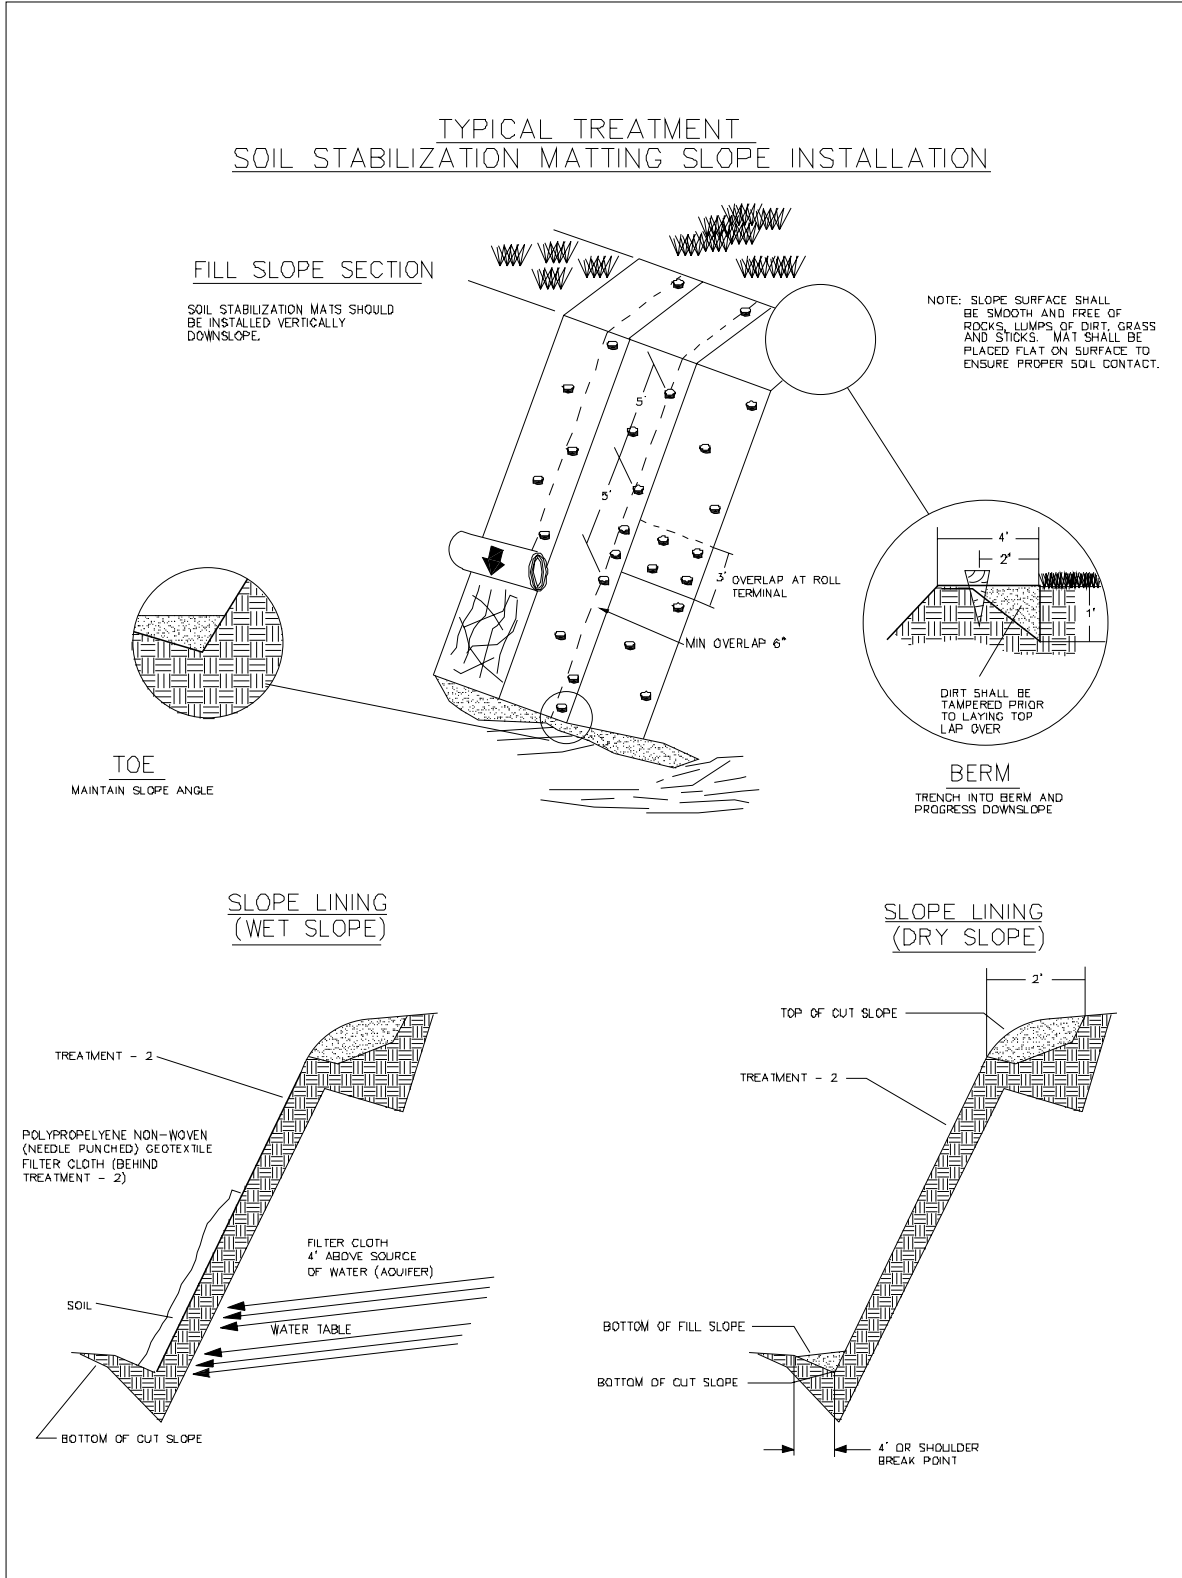 TYPICAL TREATMENT
SOIL STABILIZATION MATTING SLOPE INSTALLATION
FILL SLOPE SECTION
SOIL STABILIZATION MATS SHOULD
BE INSTALLED VERTICALLY
DOWNSLOPE.
NOTE: SLOPE SURFACE SHALL
BE SMOOTH AND FREE OF
ROCKS, LUMPS OF DIRT, GRASS
AND STICKS. MAT SHALL BE
PLACED FLAT ON SURFACE TO
ENSURE PROPER SOIL CONTACT.
5'
5'
3' OVERLAP AT ROLL
TERMINAL
MIN OVERLAP 6"
4'
2"
1'
DIRT SHALL BE
TAMPERED PRIOR
TO LAYING TOP
LAP OVER
TOE
MAINTAIN SLOPE ANGLE
BERM
TRENCH INTO BERM AND
PROGRESS DOWNSLOPE
SLOPE LINING
(WET SLOPE)
TREATMENT - 2
POLYPROPELYENE NON-WOVEN
(NEEDLE PUNCHED) GEOTEXTILE
FILTER CLOTH (BEHIND
TREATMENT - 2)
FILTER CLOTH
4' ABOVE SOURCE
OF WATER (AQUIFER)
SOIL
WATER TABLE
BOTTOM OF CUT SLOPE
SLOPE LINING
(DRY SLOPE)
2'
TOP OF CUT SLOPE
TREATMENT - 2
BOTTOM OF FILL SLOPE
BOTTOM OF CUT SLOPE
4' OR SHOULDER
BREAK POINT